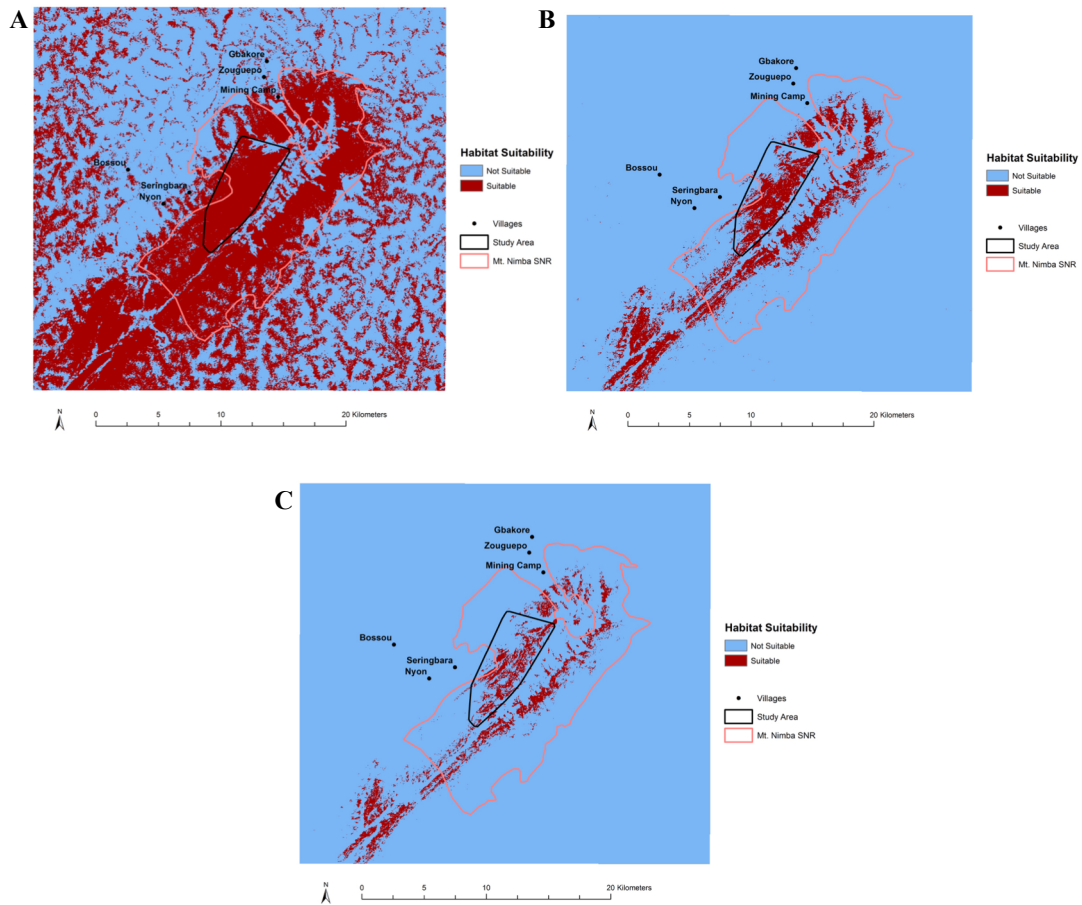 A
Gbakore
Zouguepo
Mining Camp
Bossou
Seringbara
Nyon
Habitat Suitability
Not Suitable
Suitable
Villages
Study Area
Mt. Nimba SNR
N
0 5 10 20 Kilometers
B
Gbakore
Zouguepo
Mining Camp
Bossou
Seringbara
Nyon
Habitat Suitability
Not Suitable
Suitable
Villages
Study Area
Mt. Nimba SNR
N
0 5 10 20 Kilometers
C
Gbakore
Zouguepo
Mining Camp
Bossou
Seringbara
Nyon
Habitat Suitability
Not Suitable
Suitable
Villages
Study Area
Mt. Nimba SNR
N
0 5 10 20 Kilometers